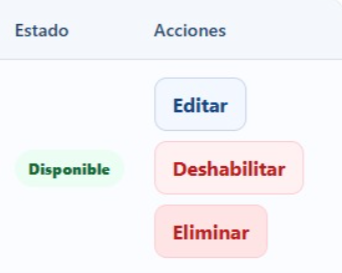 Estado Acciones
Editar
Disponible Deshabilitar
Eliminar